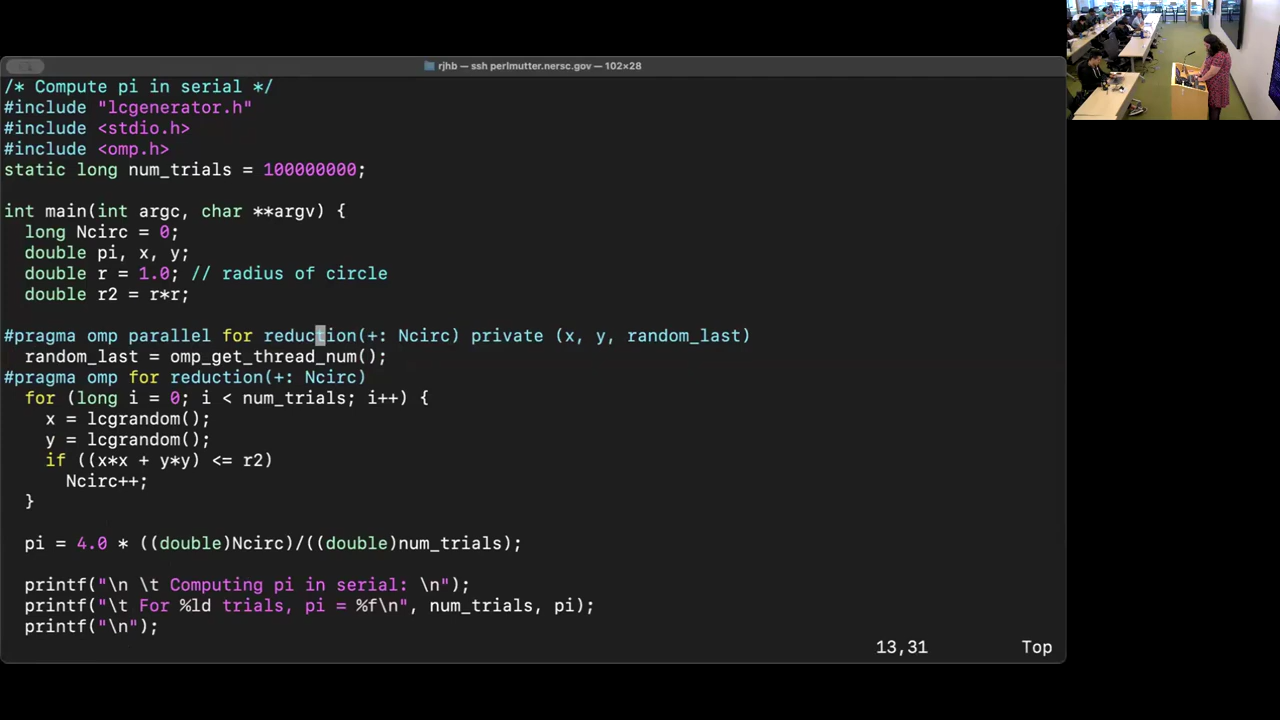 rjhb — ssh perlmutter.nersc.gov — 102×28
/* Compute pi in serial */
#include "lcgenerator.h"
#include <stdio.h>
#include <omp.h>
static long num_trials = 100000000;
int main(int argc, char **argv) {
long Ncirc = 0;
double pi, x, y;
double r = 1.0; // radius of circle
double r2 = r*r;
#pragma omp parallel for reduction(+: Ncirc) private (x, y, random_last)
random_last = omp_get_thread_num();
#pragma omp for reduction(+: Ncirc)
for (long i = 0; i < num_trials; i++) {
x = lcgrandom();
y = lcgrandom();
if ((x*x + y*y) <= r2)
Ncirc++;
}
pi = 4.0 * ((double)Ncirc)/((double)num_trials);
printf("\n \t Computing pi in serial: \n");
printf("\t For %ld trials, pi = %f\n", num_trials, pi);
printf("\n");
13,31 Top